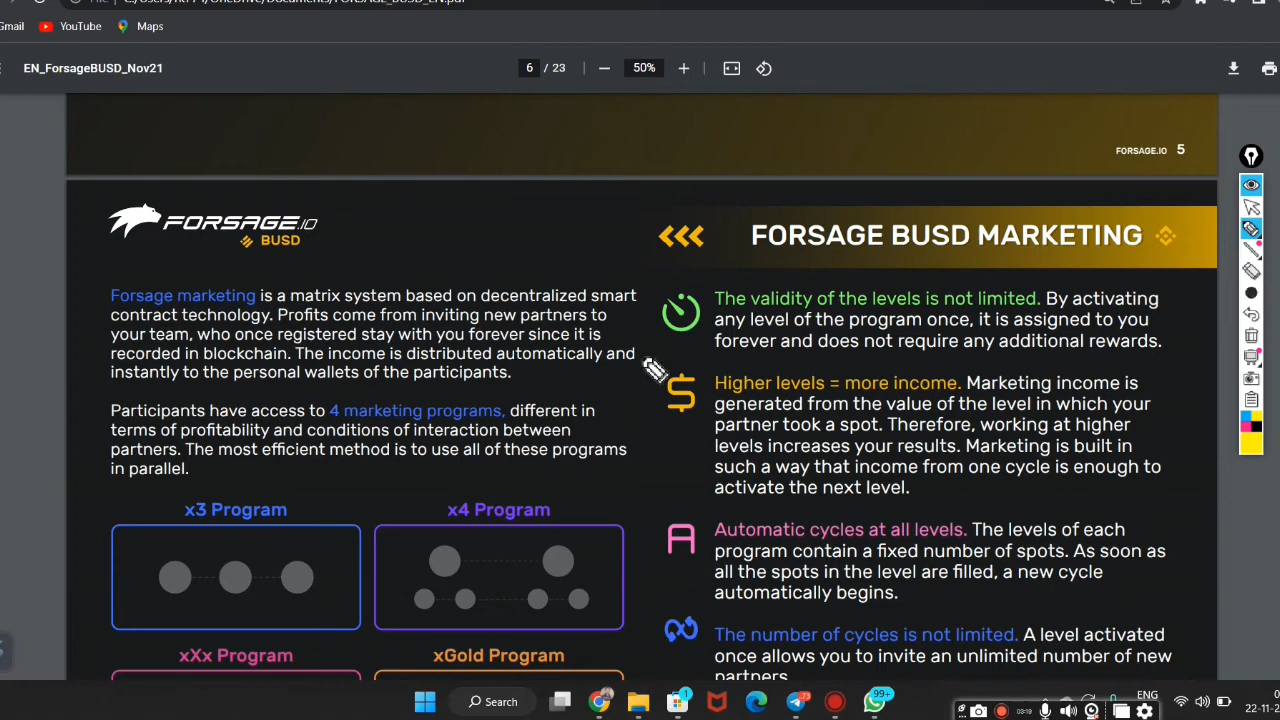 Gmail
YouTube
Maps
EN_ForsageBUSD_Nov21
6 / 23
50%
FORSAGE.IO 5
FORSAGE.IO
BUSD
FORSAGE BUSD MARKETING
Forsage marketing is a matrix system based on decentralized smart
contract technology. Profits come from inviting new partners to
your team, who once registered stay with you forever since it is
recorded in blockchain. The income is distributed automatically and
instantly to the personal wallets of the participants.
Participants have access to 4 marketing programs, different in
terms of profitability and conditions of interaction between
partners. The most efficient method is to use all of these programs
in parallel.
x3 Program
x4 Program
xXx Program
xGold Program
The validity of the levels is not limited. By activating
any level of the program once, it is assigned to you
forever and does not require any additional rewards.
Higher levels = more income. Marketing income is
generated from the value of the level in which your
partner took a spot. Therefore, working at higher
levels increases your results. Marketing is built in
such a way that income from one cycle is enough to
activate the next level.
Automatic cycles at all levels. The levels of each
program contain a fixed number of spots. As soon as
all the spots in the level are filled, a new cycle
automatically begins.
The number of cycles is not limited. A level activated
once allows you to invite an unlimited number of new
partners.
Search
1
73
99+
03:19
ENG
22-11-2